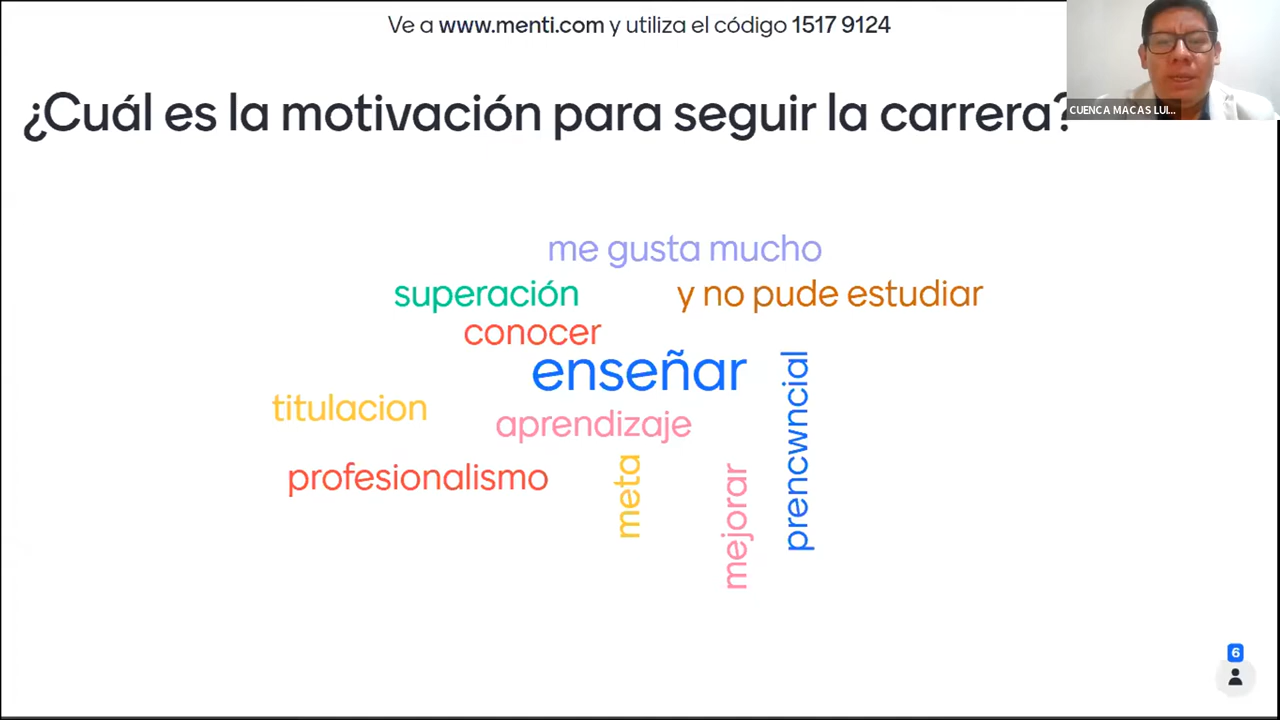 Ve a www.menti.com y utiliza el código 1517 9124
CUENCA MACAS LUI...
¿Cuál es la motivación para seguir la carrera?
me gusta mucho
superación
y no pude estudiar
conocer
enseñar
prencwncial
titulacion
aprendizaje
profesionalismo
meta
mejorar
6